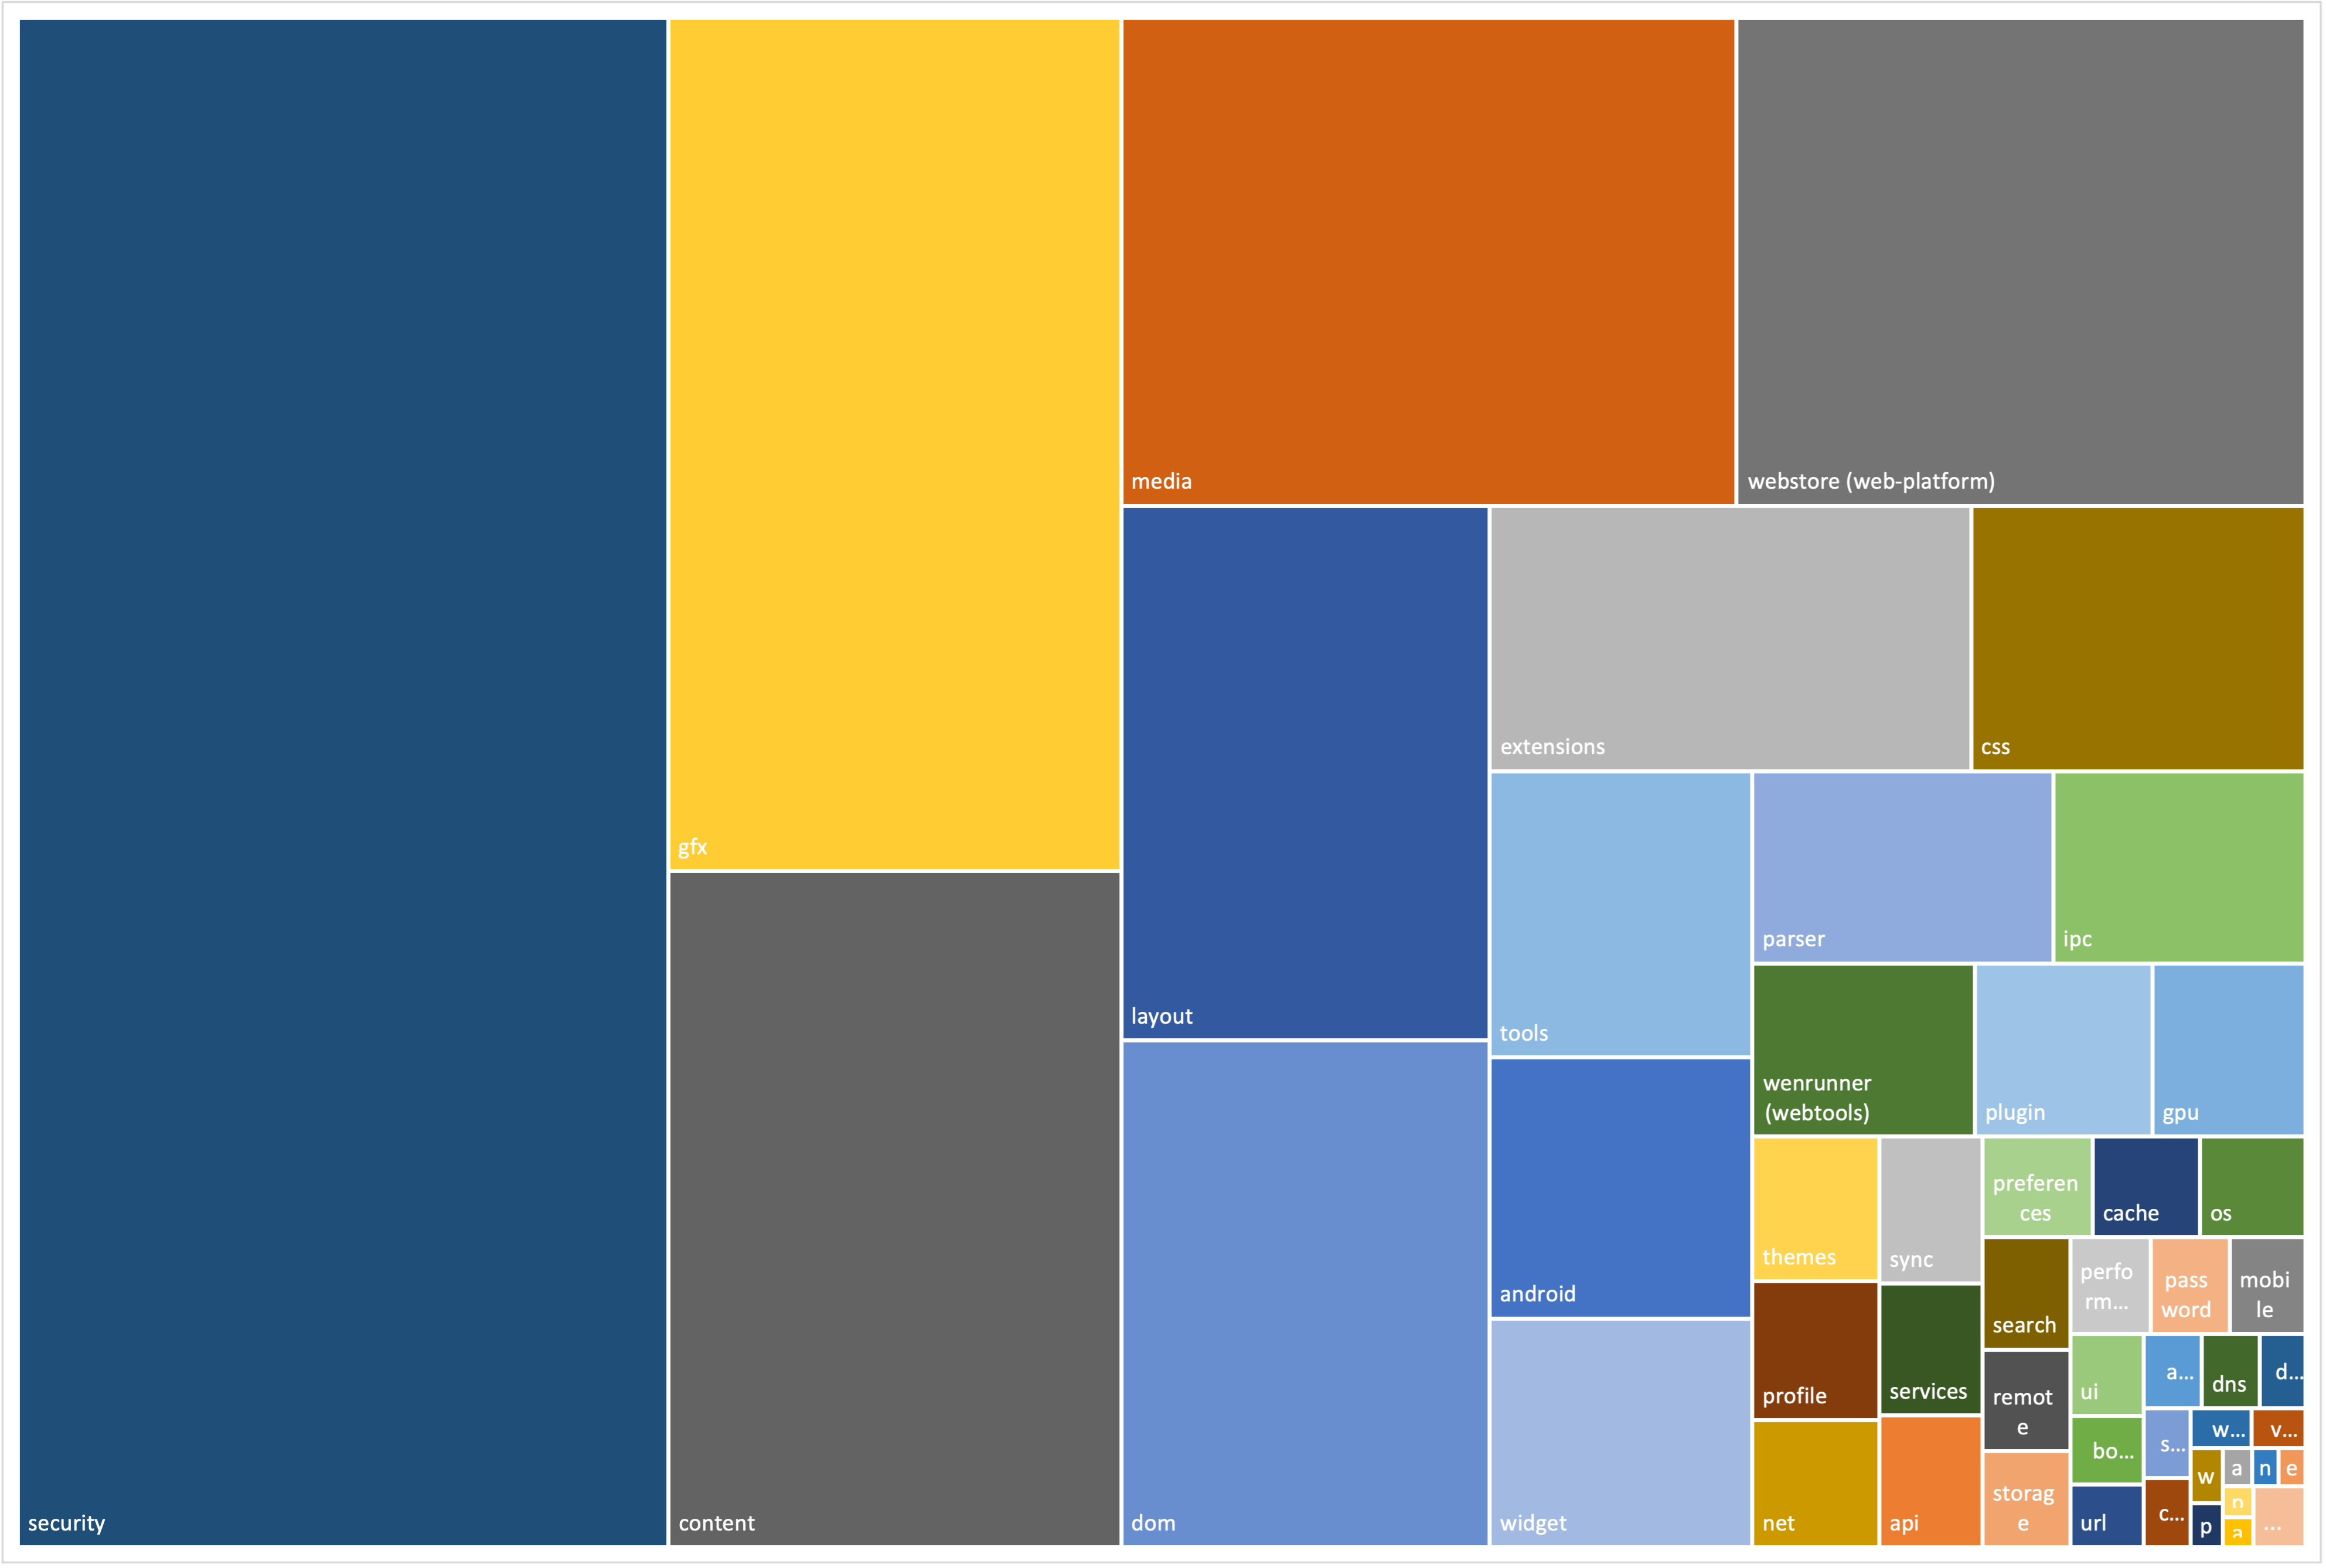 security
gfx
content
media
webstore (web-platform)
layout
dom
extensions
css
tools
android
widget
parser
ipc
wenrunner
(webtools)
plugin
gpu
themes
profile
net
sync
services
api
preferen
ces
cache
os
search
remot
e
storag
e
perfo
rm...
pass
word
mobi
le
ui
bo...
url
a...
dns
d...
s...
c...
w...
v...
w
p
a
n
e
p
a
...